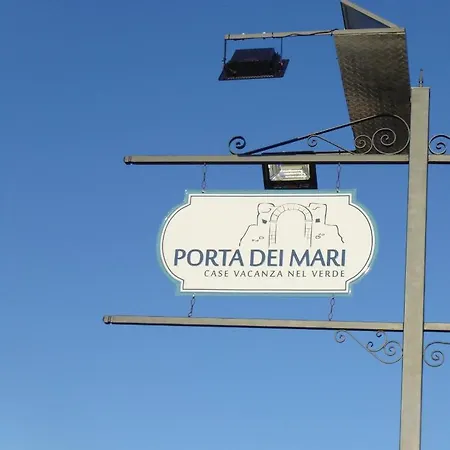 PORTA DEI MARI
CASE VACANZA NEL VERDE